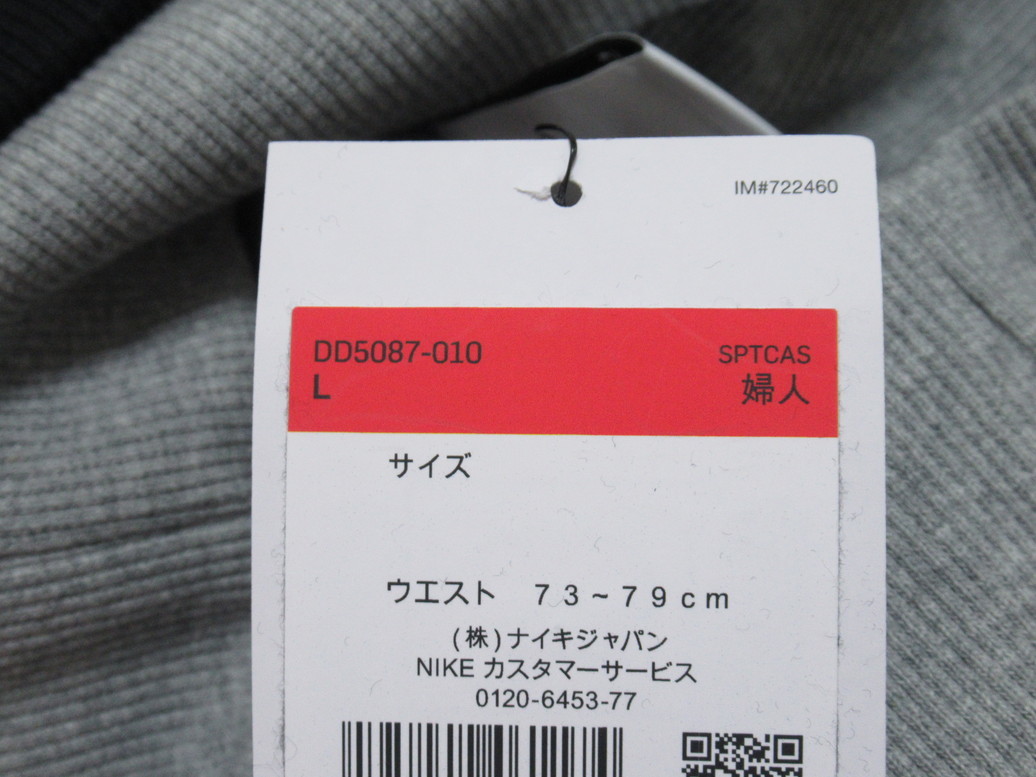 IM#722460
DD5087-010 SPTCAS
L 婦人
サイズ
ウエスト 73~79cm
(株)ナイキジャパン
NIKE カスタマーサービス
0120-6453-77